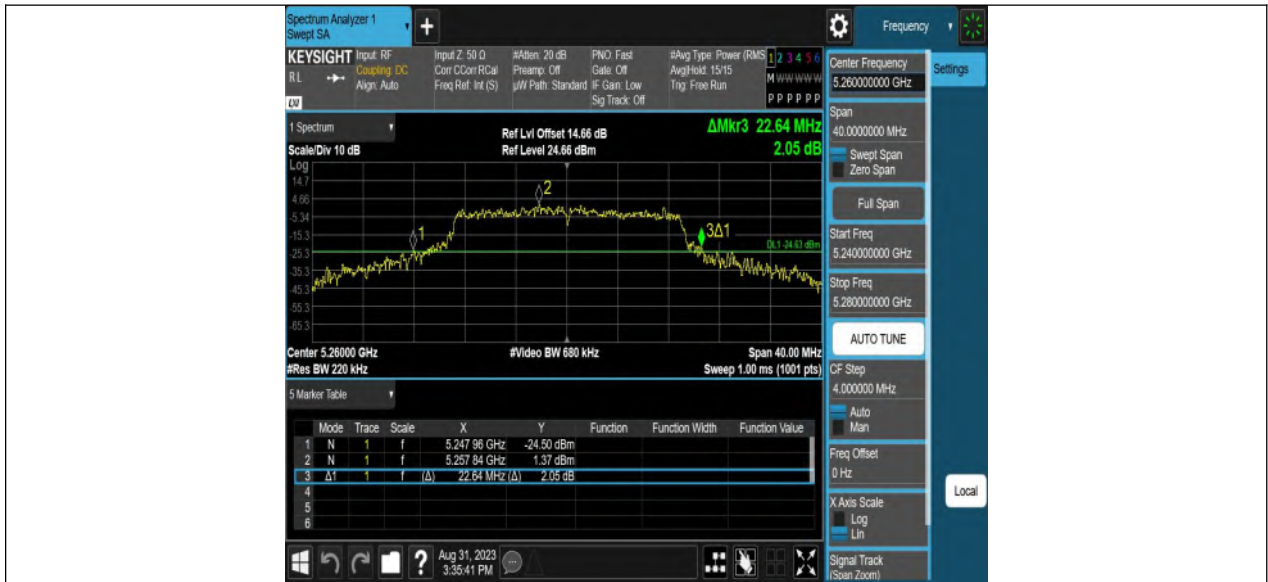 Spectrum Analyzer 1
Swept SA
+
Frequency
KEYSIGHT
RL
LXI
Input: RF
Coupling: DC
Align: Auto
Input Z: 50 Ω
Corr CCorr RCal
Freq Ref: Int (S)
#Atten: 20 dB
Preamp: Off
µW Path: Standard
PNO: Fast
Gate: Off
IF Gain: Low
Sig Track: Off
#Avg Type: Power (RMS
Avg|Hold: 15/15
Trig: Free Run
1 2 3 4 5 6
M W W W W W
P P P P P P
1 Spectrum
Scale/Div 10 dB
Log
Ref Lvl Offset 14.66 dB
Ref Level 24.66 dBm
ΔMkr3 22.64 MHz
2.05 dB
14.7
4.66
-5.34
-15.3
-25.3
-35.3
-45.3
-55.3
-65.3
1
2
3Δ1
DL1 -24.63 dBm
Center 5.26000 GHz
#Video BW 680 kHz
Span 40.00 MHz
#Res BW 220 kHz
Sweep 1.00 ms (1001 pts)
5 Marker Table
Mode Trace Scale X Y Function Function Width Function Value
1 N 1 f 5.247 96 GHz -24.50 dBm
2 N 1 f 5.257 84 GHz 1.37 dBm
3 Δ1 1 f (Δ) 22.64 MHz (Δ) 2.05 dB
4
5
6
?
Aug 31, 2023
3:35:41 PM
Center Frequency
5.260000000 GHz
Span
40.0000000 MHz
Swept Span
Zero Span
Full Span
Start Freq
5.240000000 GHz
Stop Freq
5.280000000 GHz
AUTO TUNE
CF Step
4.000000 MHz
Auto
Man
Freq Offset
0 Hz
X Axis Scale
Log
Lin
Signal Track
(Span Zoom)
Settings
Local